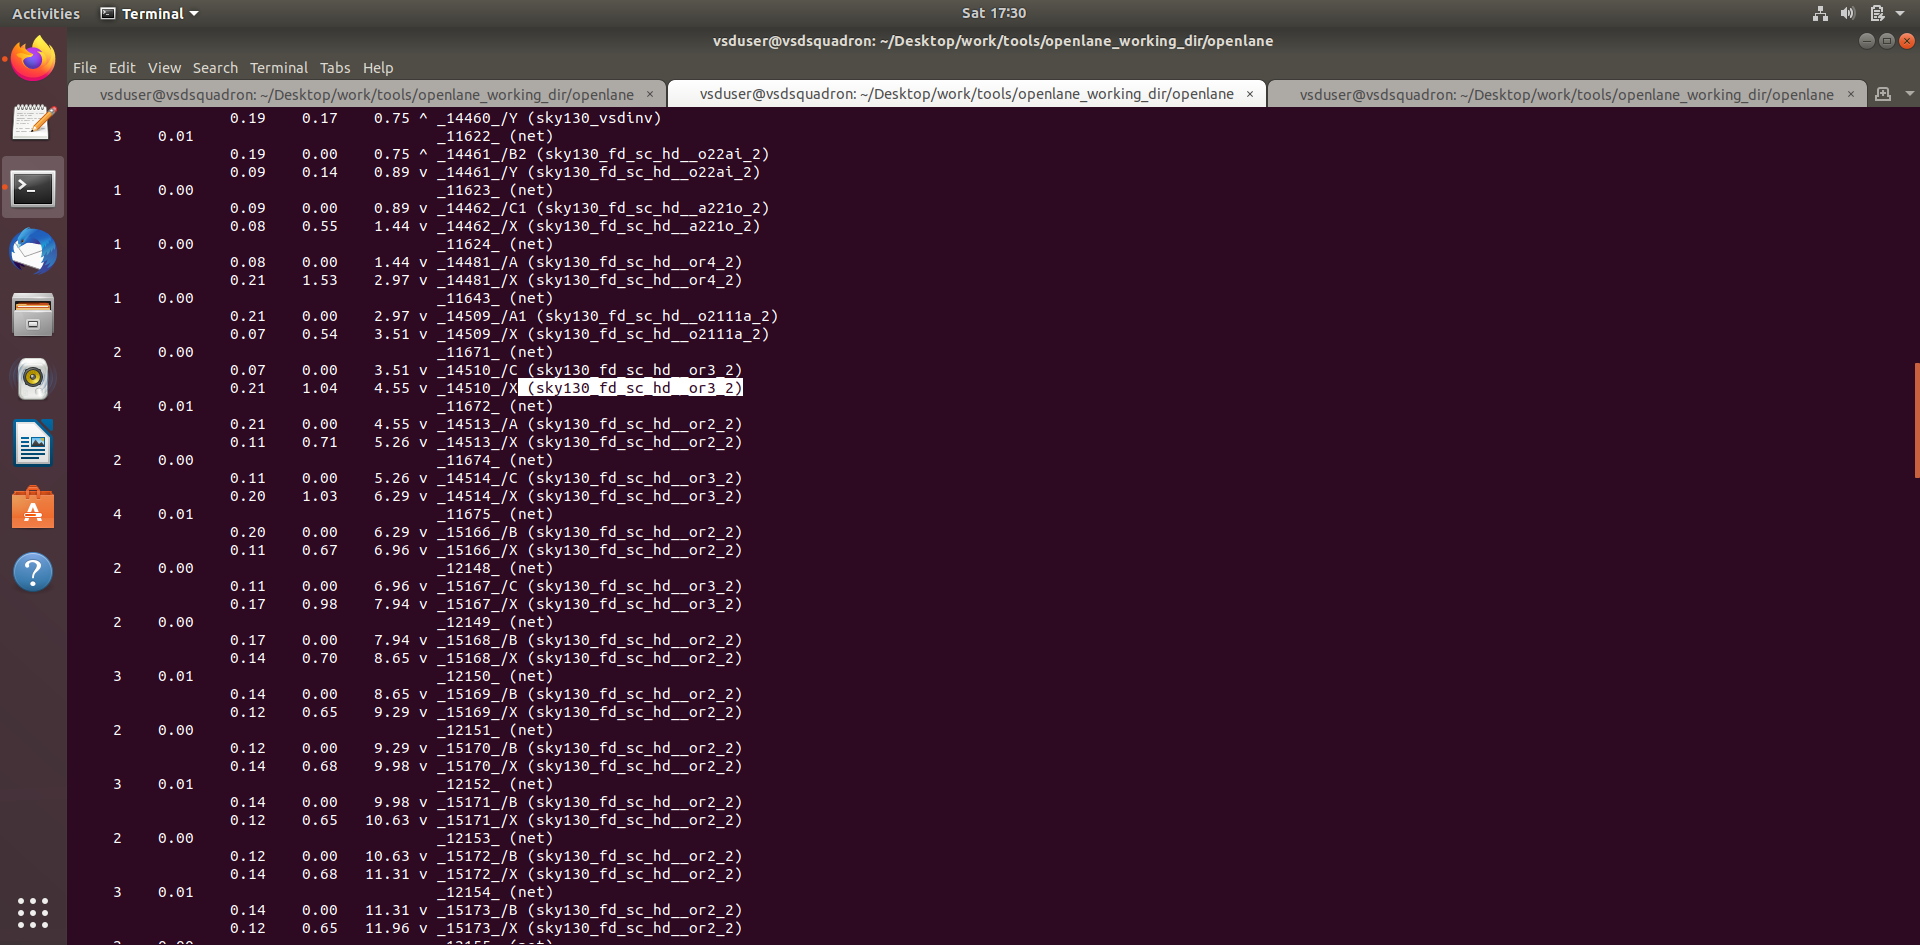 Activities Terminal Sat 17:30
vsduser@vsdsquadron: ~/Desktop/work/tools/openlane_working_dir/openlane
File Edit View Search Terminal Tabs Help
vsduser@vsdsquadron: ~/Desktop/work/tools/openlane_working_dir/openlane × vsduser@vsdsquadron: ~/Desktop/work/tools/openlane_working_dir/openlane × vsduser@vsdsquadron: ~/Desktop/work/tools/openlane_working_dir/openlane ×
0.19 0.17 0.75 ^ _14460_/Y (sky130_vsdinv)
3 0.01 _11622_ (net)
0.19 0.00 0.75 ^ _14461_/B2 (sky130_fd_sc_hd__o22ai_2)
0.09 0.14 0.89 v _14461_/Y (sky130_fd_sc_hd__o22ai_2)
1 0.00 _11623_ (net)
0.09 0.00 0.89 v _14462_/C1 (sky130_fd_sc_hd__a221o_2)
0.08 0.55 1.44 v _14462_/X (sky130_fd_sc_hd__a221o_2)
1 0.00 _11624_ (net)
0.08 0.00 1.44 v _14481_/A (sky130_fd_sc_hd__or4_2)
0.21 1.53 2.97 v _14481_/X (sky130_fd_sc_hd__or4_2)
1 0.00 _11643_ (net)
0.21 0.00 2.97 v _14509_/A1 (sky130_fd_sc_hd__o2111a_2)
0.07 0.54 3.51 v _14509_/X (sky130_fd_sc_hd__o2111a_2)
2 0.00 _11671_ (net)
0.07 0.00 3.51 v _14510_/C (sky130_fd_sc_hd__or3_2)
0.21 1.04 4.55 v _14510_/X (sky130_fd_sc_hd__or3_2)
4 0.01 _11672_ (net)
0.21 0.00 4.55 v _14513_/A (sky130_fd_sc_hd__or2_2)
0.11 0.71 5.26 v _14513_/X (sky130_fd_sc_hd__or2_2)
2 0.00 _11674_ (net)
0.11 0.00 5.26 v _14514_/C (sky130_fd_sc_hd__or3_2)
0.20 1.03 6.29 v _14514_/X (sky130_fd_sc_hd__or3_2)
4 0.01 _11675_ (net)
0.20 0.00 6.29 v _15166_/B (sky130_fd_sc_hd__or2_2)
0.11 0.67 6.96 v _15166_/X (sky130_fd_sc_hd__or2_2)
2 0.00 _12148_ (net)
0.11 0.00 6.96 v _15167_/C (sky130_fd_sc_hd__or3_2)
0.17 0.98 7.94 v _15167_/X (sky130_fd_sc_hd__or3_2)
2 0.00 _12149_ (net)
0.17 0.00 7.94 v _15168_/B (sky130_fd_sc_hd__or2_2)
0.14 0.70 8.65 v _15168_/X (sky130_fd_sc_hd__or2_2)
3 0.01 _12150_ (net)
0.14 0.00 8.65 v _15169_/B (sky130_fd_sc_hd__or2_2)
0.12 0.65 9.29 v _15169_/X (sky130_fd_sc_hd__or2_2)
2 0.00 _12151_ (net)
0.12 0.00 9.29 v _15170_/B (sky130_fd_sc_hd__or2_2)
0.14 0.68 9.98 v _15170_/X (sky130_fd_sc_hd__or2_2)
3 0.01 _12152_ (net)
0.14 0.00 9.98 v _15171_/B (sky130_fd_sc_hd__or2_2)
0.12 0.65 10.63 v _15171_/X (sky130_fd_sc_hd__or2_2)
2 0.00 _12153_ (net)
0.12 0.00 10.63 v _15172_/B (sky130_fd_sc_hd__or2_2)
0.14 0.68 11.31 v _15172_/X (sky130_fd_sc_hd__or2_2)
3 0.01 _12154_ (net)
0.14 0.00 11.31 v _15173_/B (sky130_fd_sc_hd__or2_2)
0.12 0.65 11.96 v _15173_/X (sky130_fd_sc_hd__or2_2)